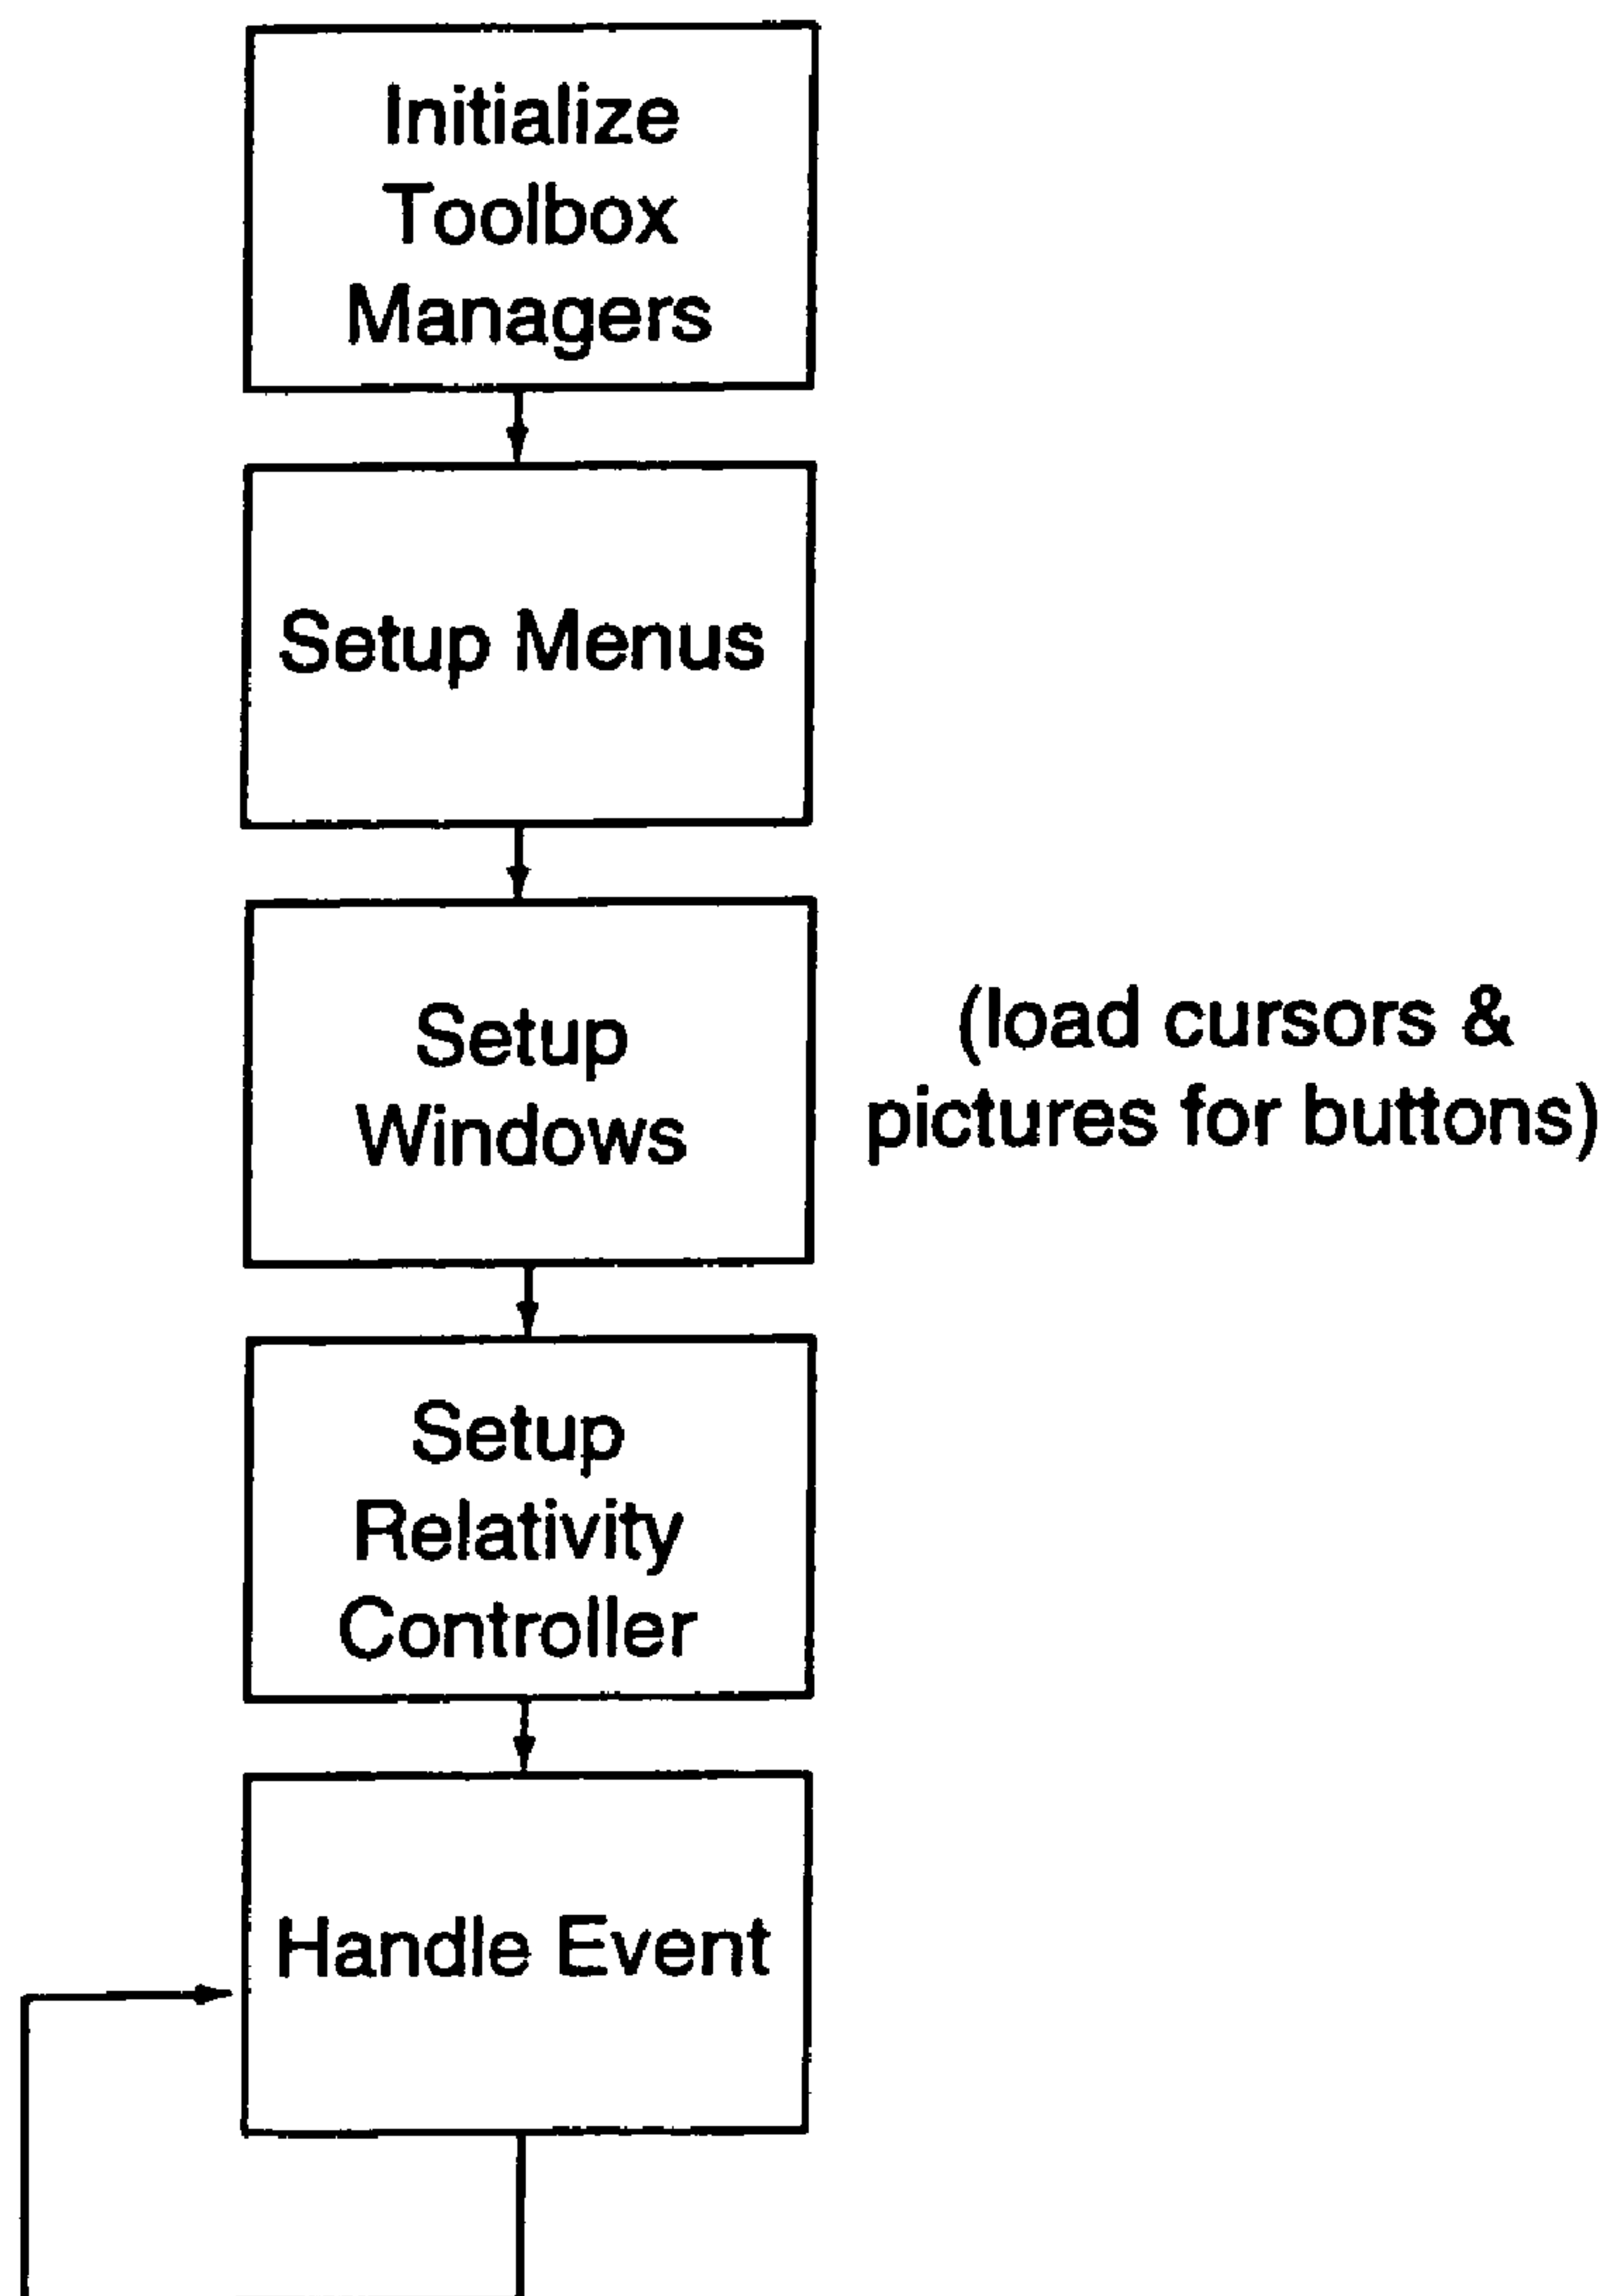 Initialize
Toolbox
Managers
Setup Menus
Setup
Windows
(load cursors &
pictures for buttons)
Setup
Relativity
Controller
Handle Event